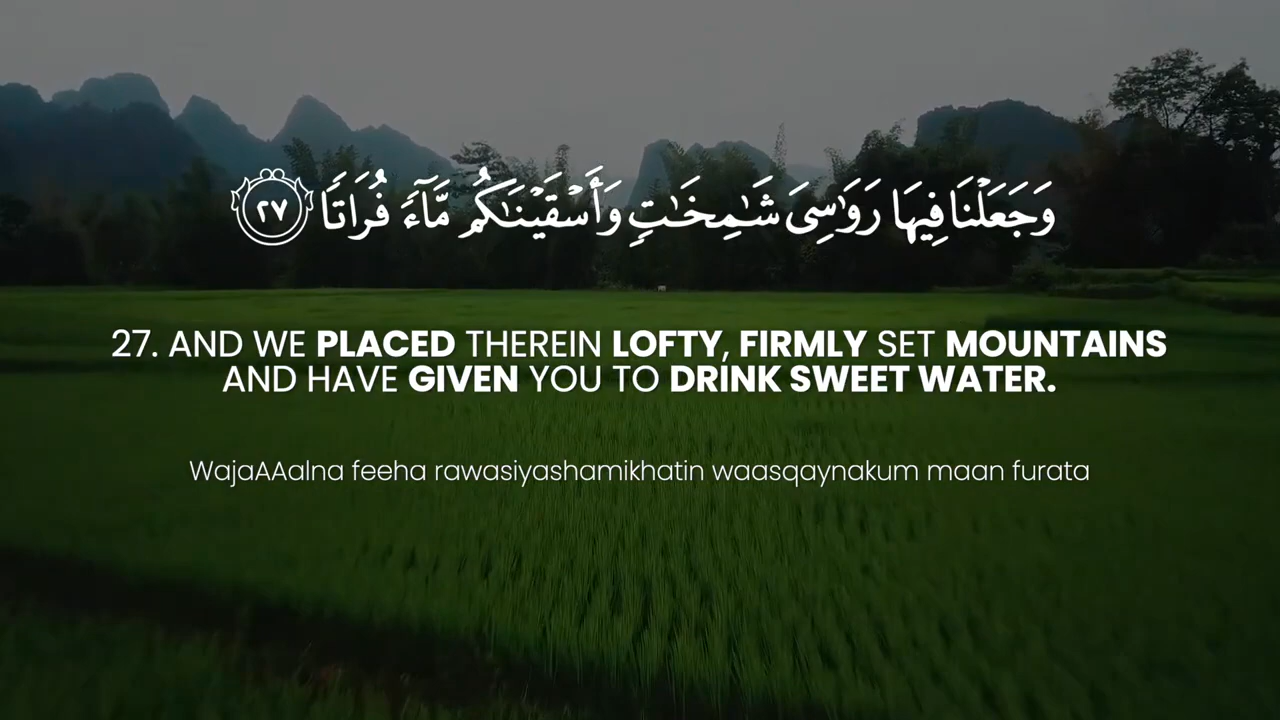 وَجَعَلْنَا فِيهَا رَوَٰسِىَ شَـٰمِخَـٰتٍ وَأَسْقَيْنَـٰكُم مَّآءً فُرَاتًا ٢٧
27. AND WE PLACED THEREIN LOFTY, FIRMLY SET MOUNTAINS
AND HAVE GIVEN YOU TO DRINK SWEET WATER.
WajaAAalna feeha rawasiyashamikhatin waasqaynakum maan furata